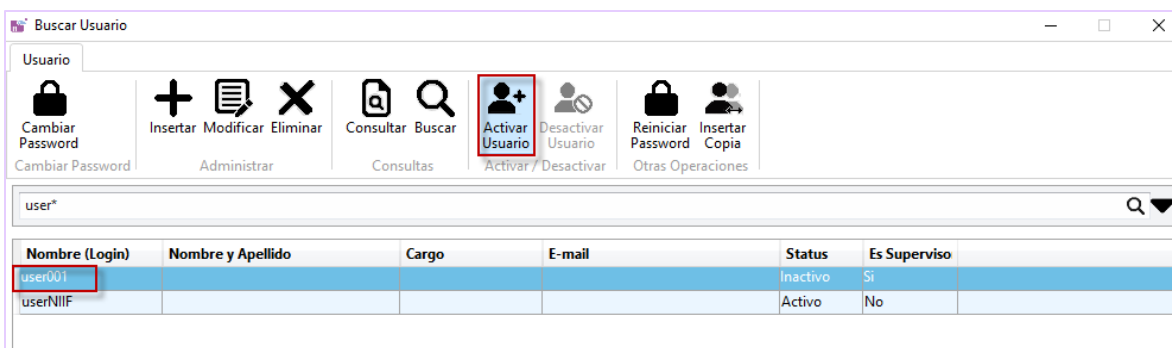 Buscar Usuario
Usuario
Cambiar Password
Insertar Modificar Eliminar
Consultar Buscar
Activar Usuario
Desactivar Usuario
Reiniciar Password
Insertar Copia
Cambiar Password
Administrar
Consultas
Activar / Desactivar
Otras Operaciones
user*
Nombre (Login) Nombre y Apellido Cargo E-mail Status Es Superviso
user001 Inactivo Si
userNIIF Activo No